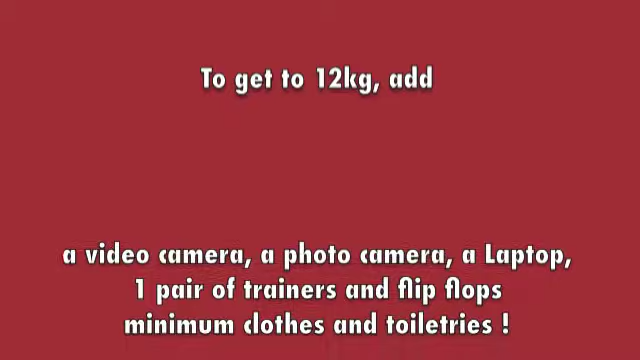 To get to 12kg, add
a video camera, a photo camera, a Laptop,
1 pair of trainers and flip flops
minimum clothes and toiletries !